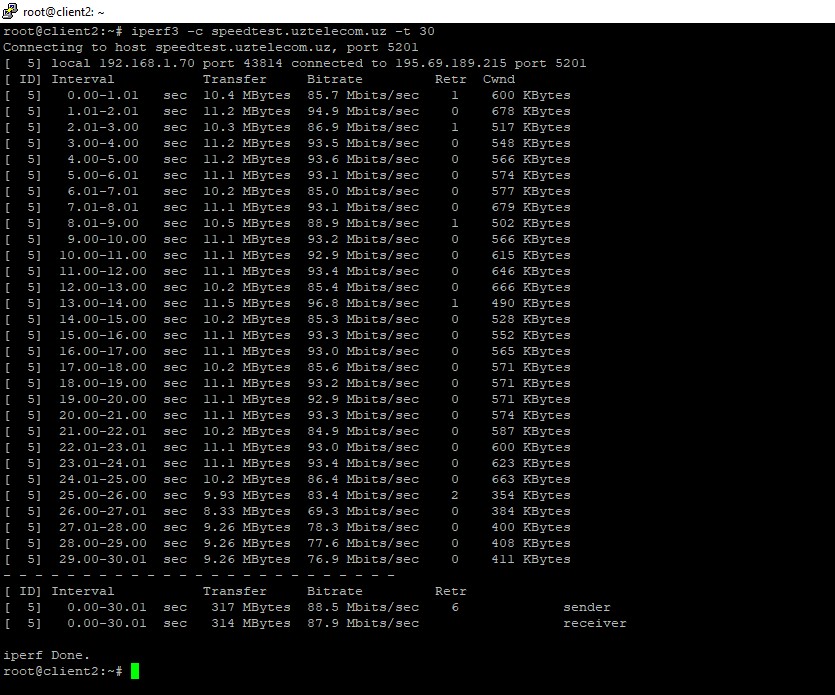 root@client2: ~
root@client2:~# iperf3 -c speedtest.uztelecom.uz -t 30
Connecting to host speedtest.uztelecom.uz, port 5201
[  5] local 192.168.1.70 port 43814 connected to 195.69.189.215 port 5201
[ ID] Interval           Transfer     Bitrate         Retr  Cwnd
[  5]   0.00-1.01   sec  10.4 MBytes  85.7 Mbits/sec    1    600 KBytes
[  5]   1.01-2.01   sec  11.2 MBytes  94.9 Mbits/sec    0    678 KBytes
[  5]   2.01-3.00   sec  10.3 MBytes  86.9 Mbits/sec    1    517 KBytes
[  5]   3.00-4.00   sec  11.2 MBytes  93.5 Mbits/sec    0    548 KBytes
[  5]   4.00-5.00   sec  11.2 MBytes  93.6 Mbits/sec    0    566 KBytes
[  5]   5.00-6.01   sec  11.1 MBytes  93.1 Mbits/sec    0    574 KBytes
[  5]   6.01-7.01   sec  10.2 MBytes  85.0 Mbits/sec    0    577 KBytes
[  5]   7.01-8.01   sec  11.1 MBytes  93.1 Mbits/sec    0    679 KBytes
[  5]   8.01-9.00   sec  10.5 MBytes  88.9 Mbits/sec    1    502 KBytes
[  5]   9.00-10.00  sec  11.1 MBytes  93.2 Mbits/sec    0    566 KBytes
[  5]  10.00-11.00  sec  11.1 MBytes  92.9 Mbits/sec    0    615 KBytes
[  5]  11.00-12.00  sec  11.1 MBytes  93.4 Mbits/sec    0    646 KBytes
[  5]  12.00-13.00  sec  10.2 MBytes  85.4 Mbits/sec    0    666 KBytes
[  5]  13.00-14.00  sec  11.5 MBytes  96.8 Mbits/sec    1    490 KBytes
[  5]  14.00-15.00  sec  10.2 MBytes  85.3 Mbits/sec    0    528 KBytes
[  5]  15.00-16.00  sec  11.1 MBytes  93.3 Mbits/sec    0    552 KBytes
[  5]  16.00-17.00  sec  11.1 MBytes  93.0 Mbits/sec    0    565 KBytes
[  5]  17.00-18.00  sec  10.2 MBytes  85.6 Mbits/sec    0    571 KBytes
[  5]  18.00-19.00  sec  11.1 MBytes  93.2 Mbits/sec    0    571 KBytes
[  5]  19.00-20.00  sec  11.1 MBytes  92.9 Mbits/sec    0    571 KBytes
[  5]  20.00-21.00  sec  11.1 MBytes  93.3 Mbits/sec    0    574 KBytes
[  5]  21.00-22.01  sec  10.2 MBytes  84.9 Mbits/sec    0    587 KBytes
[  5]  22.01-23.01  sec  11.1 MBytes  93.0 Mbits/sec    0    600 KBytes
[  5]  23.01-24.01  sec  11.1 MBytes  93.4 Mbits/sec    0    623 KBytes
[  5]  24.01-25.00  sec  10.2 MBytes  86.4 Mbits/sec    0    663 KBytes
[  5]  25.00-26.00  sec  9.93 MBytes  83.4 Mbits/sec    2    354 KBytes
[  5]  26.00-27.01  sec  8.33 MBytes  69.3 Mbits/sec    0    384 KBytes
[  5]  27.01-28.00  sec  9.26 MBytes  78.3 Mbits/sec    0    400 KBytes
[  5]  28.00-29.00  sec  9.26 MBytes  77.6 Mbits/sec    0    408 KBytes
[  5]  29.00-30.01  sec  9.26 MBytes  76.9 Mbits/sec    0    411 KBytes
- - - - - - - - - - - - - - - - - - - - - - - - -
[ ID] Interval           Transfer     Bitrate         Retr
[  5]   0.00-30.01  sec   317 MBytes  88.5 Mbits/sec    6             sender
[  5]   0.00-30.01  sec   314 MBytes  87.9 Mbits/sec                  receiver
iperf Done.
root@client2:~#